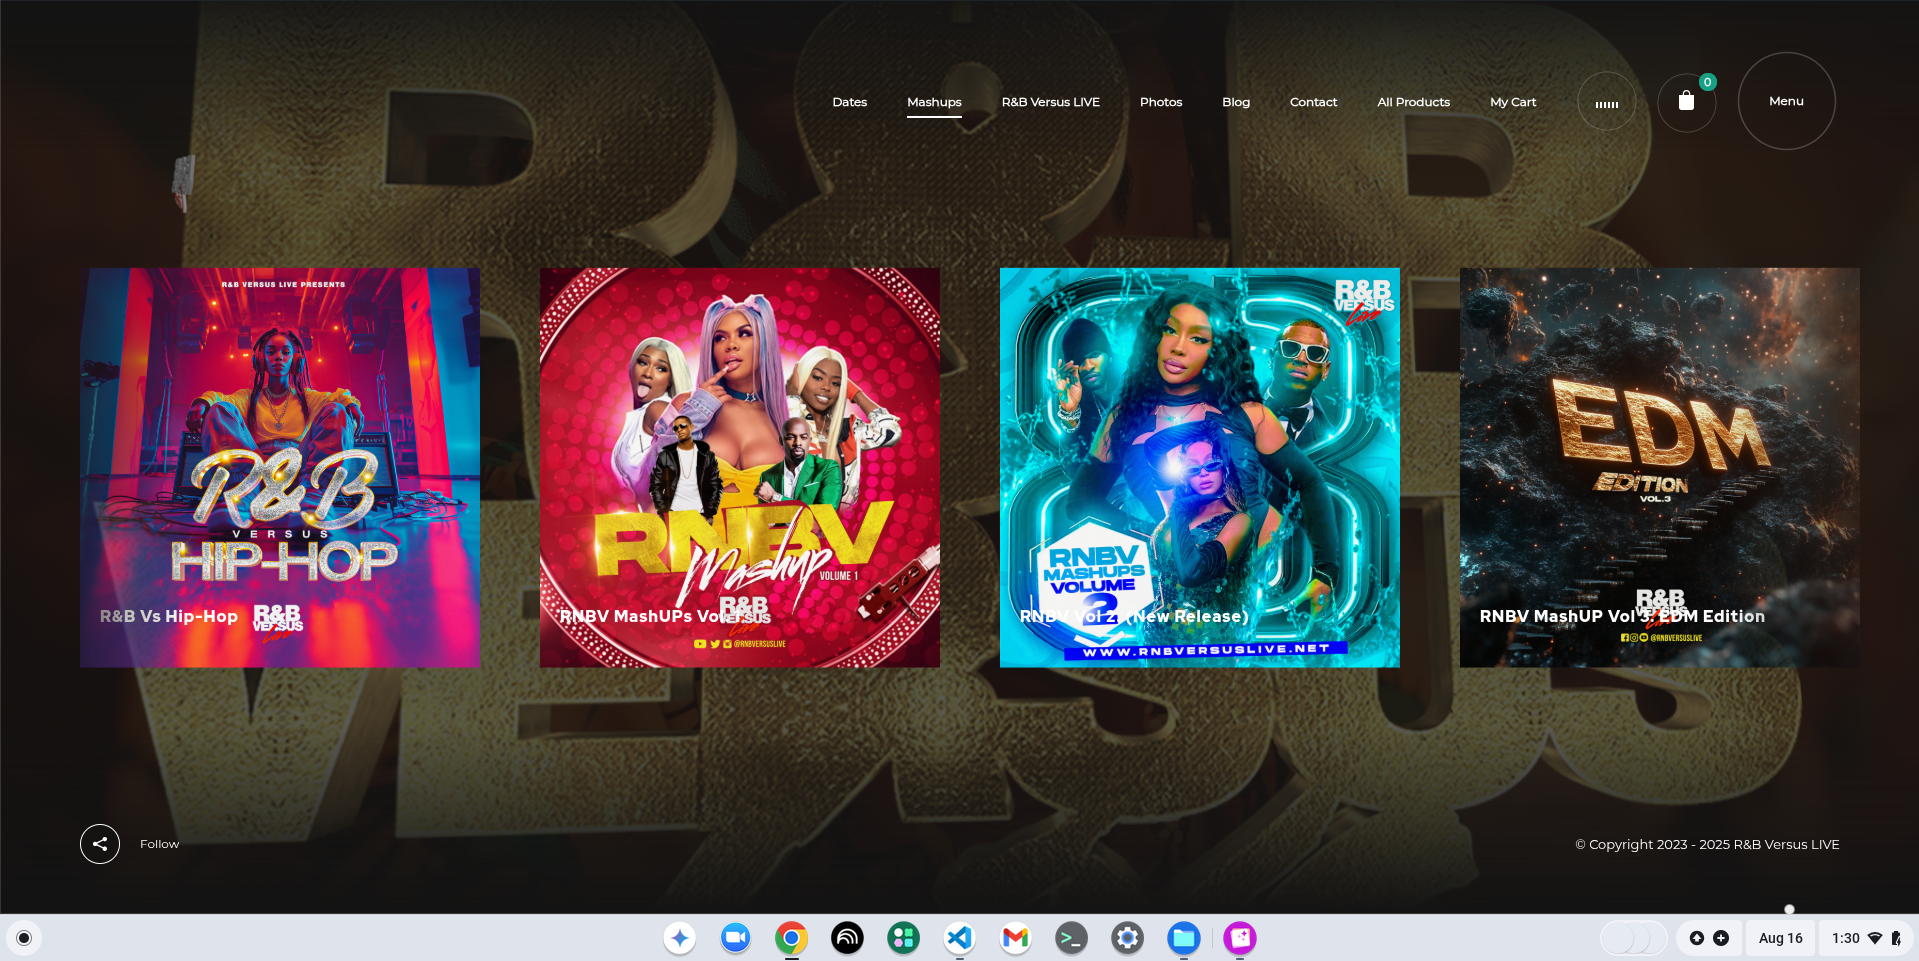 Dates
Mashups
R&B Versus LIVE
Photos
Blog
Contact
All Products
My Cart
0
Menu
R&B
VERSUS
R&B VERSUS LIVE PRESENTS
R&B
VERSUS
HIP-HOP
R&B Vs Hip-Hop
R&B
VERSUS
Live
RNBV
Mashup
VOLUME 1
RNBV MashUPs Vol 1
R&B
VERSUS
Live
@RNBVERSUSLIVE
R&B
VERSUS
Live
RNBV
MASHUPS
VOLUME
2
RNBV Vol 2: (New Release)
WWW.RNBVERSUSLIVE.NET
EDM
EDITION
VOL.3
RNBV MashUP Vol 3: EDM Edition
R&B
VERSUS
Live
@RNBVERSUSLIVE
Follow
© Copyright 2023 - 2025 R&B Versus LIVE
Aug 16
1:30